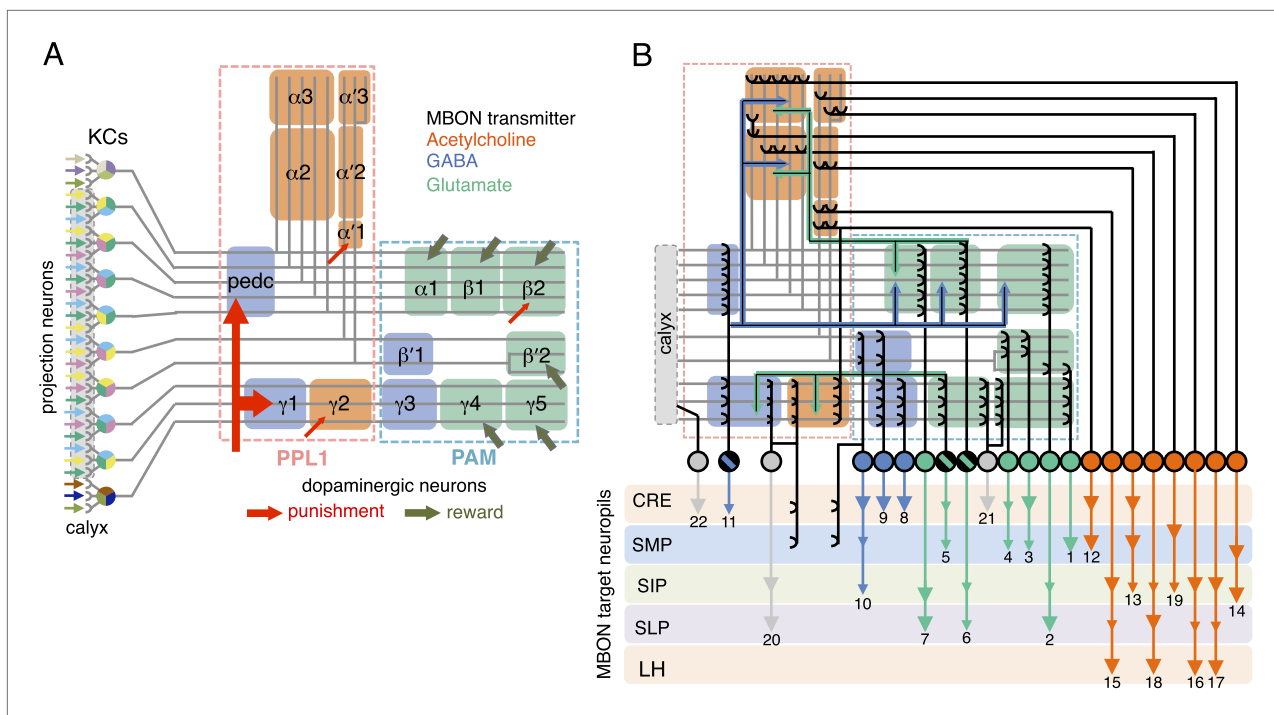 A
KCs
projection neurons
calyx
α3
α′3
α2
α′2
α′1
pedc
α1
β1
β2
β′1
β′2
γ1
γ2
γ3
γ4
γ5
MBON transmitter
Acetylcholine
GABA
Glutamate
PPL1
PAM
dopaminergic neurons
punishment
reward
B
calyx
MBON target neuropils
CRE
SMP
SIP
SLP
LH
22
11
9
8
21
5
4
3
1
12
10
13
19
14
20
7
6
2
15
18
16
17